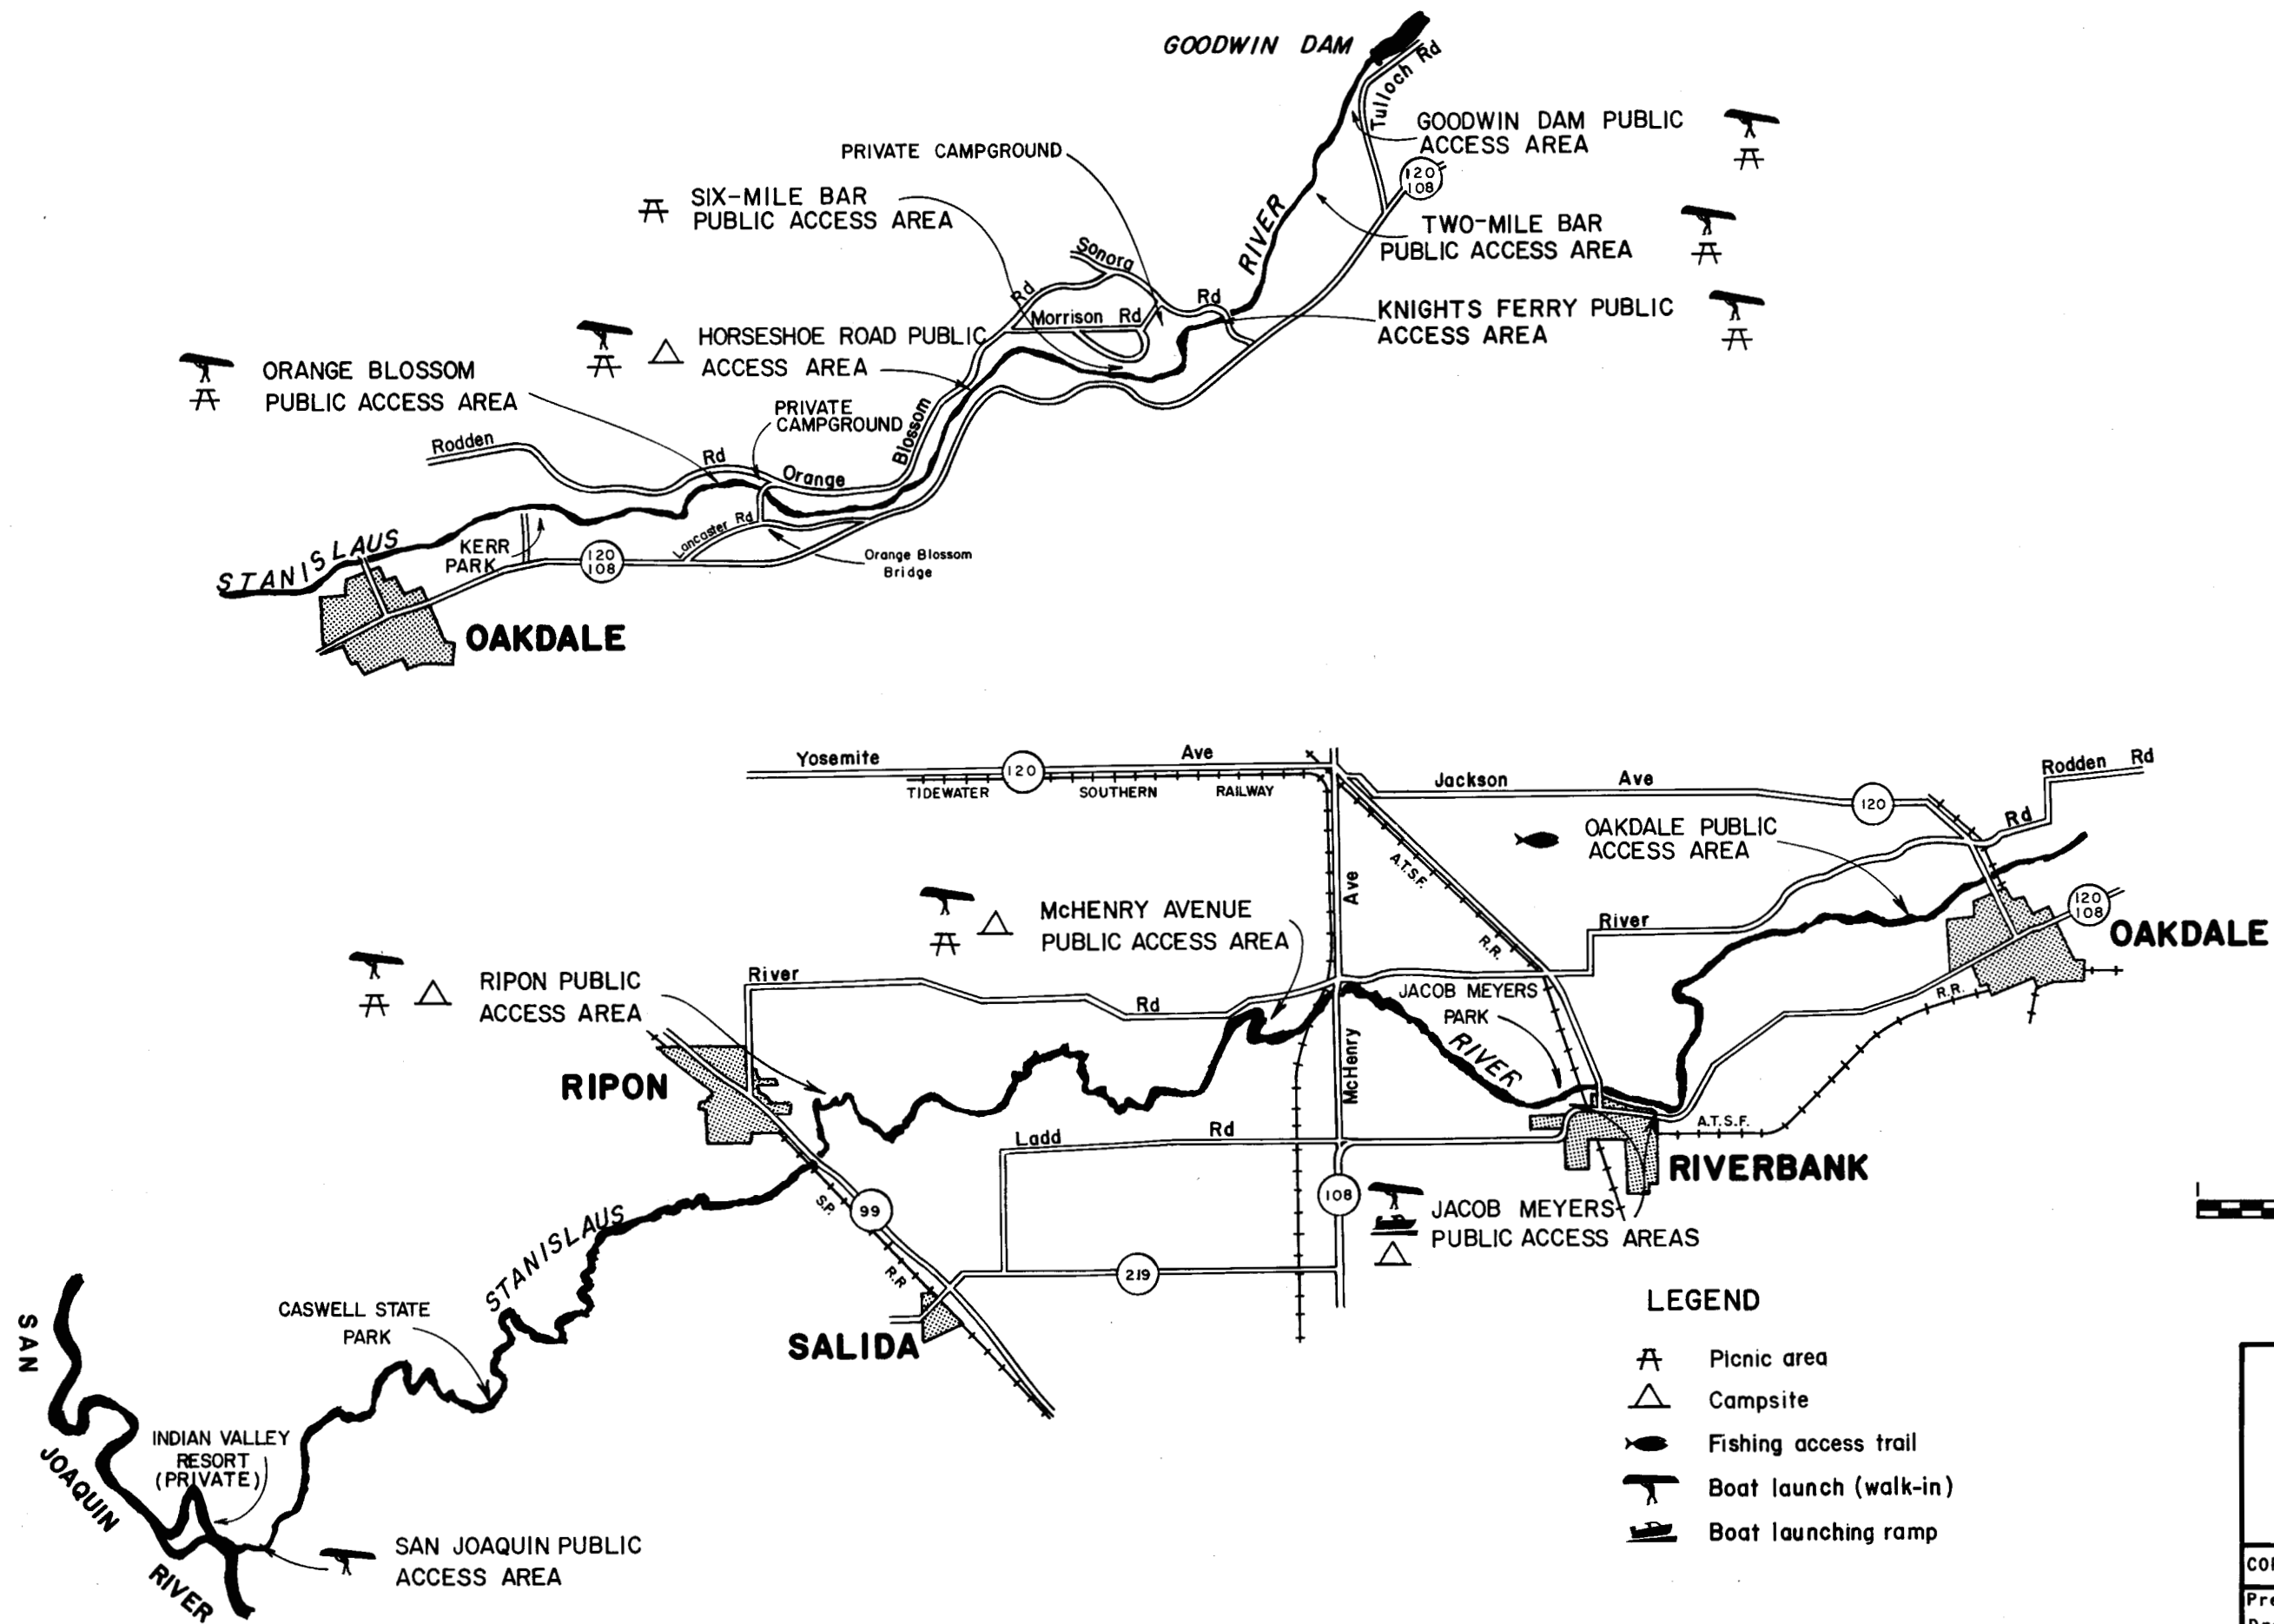 GOODWIN DAM
Tulloch Rd
GOODWIN DAM PUBLIC
ACCESS AREA
PRIVATE CAMPGROUND
120
108
SIX-MILE BAR
PUBLIC ACCESS AREA
RIVER
TWO-MILE BAR
PUBLIC ACCESS AREA
Sonora
Rd
Rd
Morrison Rd
KNIGHTS FERRY PUBLIC
ACCESS AREA
HORSESHOE ROAD PUBLIC
ACCESS AREA
ORANGE BLOSSOM
PUBLIC ACCESS AREA
PRIVATE
CAMPGROUND
Blossom
Rodden
Rd
Orange
Lancaster Rd
STANISLAUS
KERR
PARK
120
108
Orange Blossom
Bridge
OAKDALE
Yosemite
120
Ave
TIDEWATER
SOUTHERN
RAILWAY
Jackson
Ave
120
Rodden Rd
Rd
OAKDALE PUBLIC
ACCESS AREA
A.T.S.F.
R.R.
Ave
McHENRY AVENUE
PUBLIC ACCESS AREA
River
120
108
OAKDALE
RIPON PUBLIC
ACCESS AREA
River
Rd
JACOB MEYERS
PARK
RIVER
R.R.
McHenry
RIPON
Ladd
Rd
A.T.S.F.
RIVERBANK
S.P.
99
R.R
108
JACOB MEYERS
PUBLIC ACCESS AREAS
1
STANISLAUS
219
SALIDA
CASWELL STATE
PARK
SAN
JOAQUIN
RIVER
INDIAN VALLEY
RESORT
(PRIVATE)
SAN JOAQUIN PUBLIC
ACCESS AREA
LEGEND
Picnic area
Campsite
Fishing access trail
Boat launch (walk-in)
Boat launching ramp